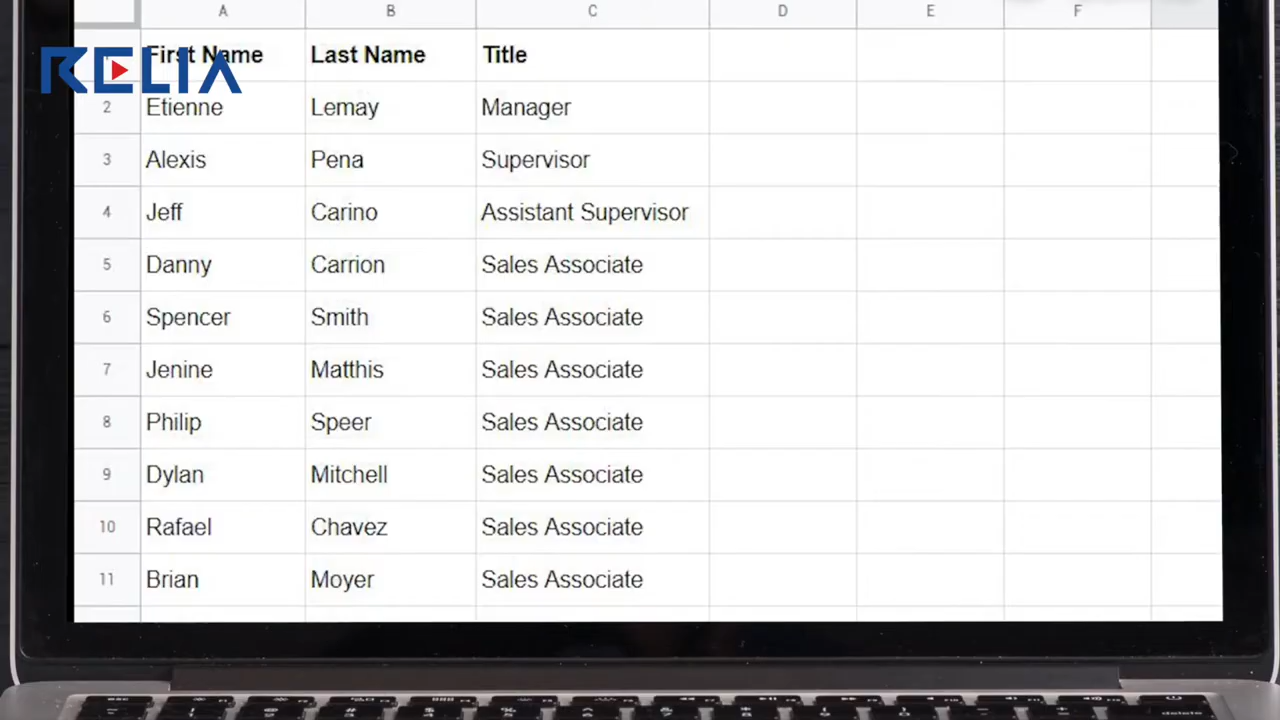 A B C D E F
RELIA
First Name Last Name Title
2 Etienne Lemay Manager
3 Alexis Pena Supervisor
4 Jeff Carino Assistant Supervisor
5 Danny Carrion Sales Associate
6 Spencer Smith Sales Associate
7 Jenine Matthis Sales Associate
8 Philip Speer Sales Associate
9 Dylan Mitchell Sales Associate
10 Rafael Chavez Sales Associate
11 Brian Moyer Sales Associate
esc
delete